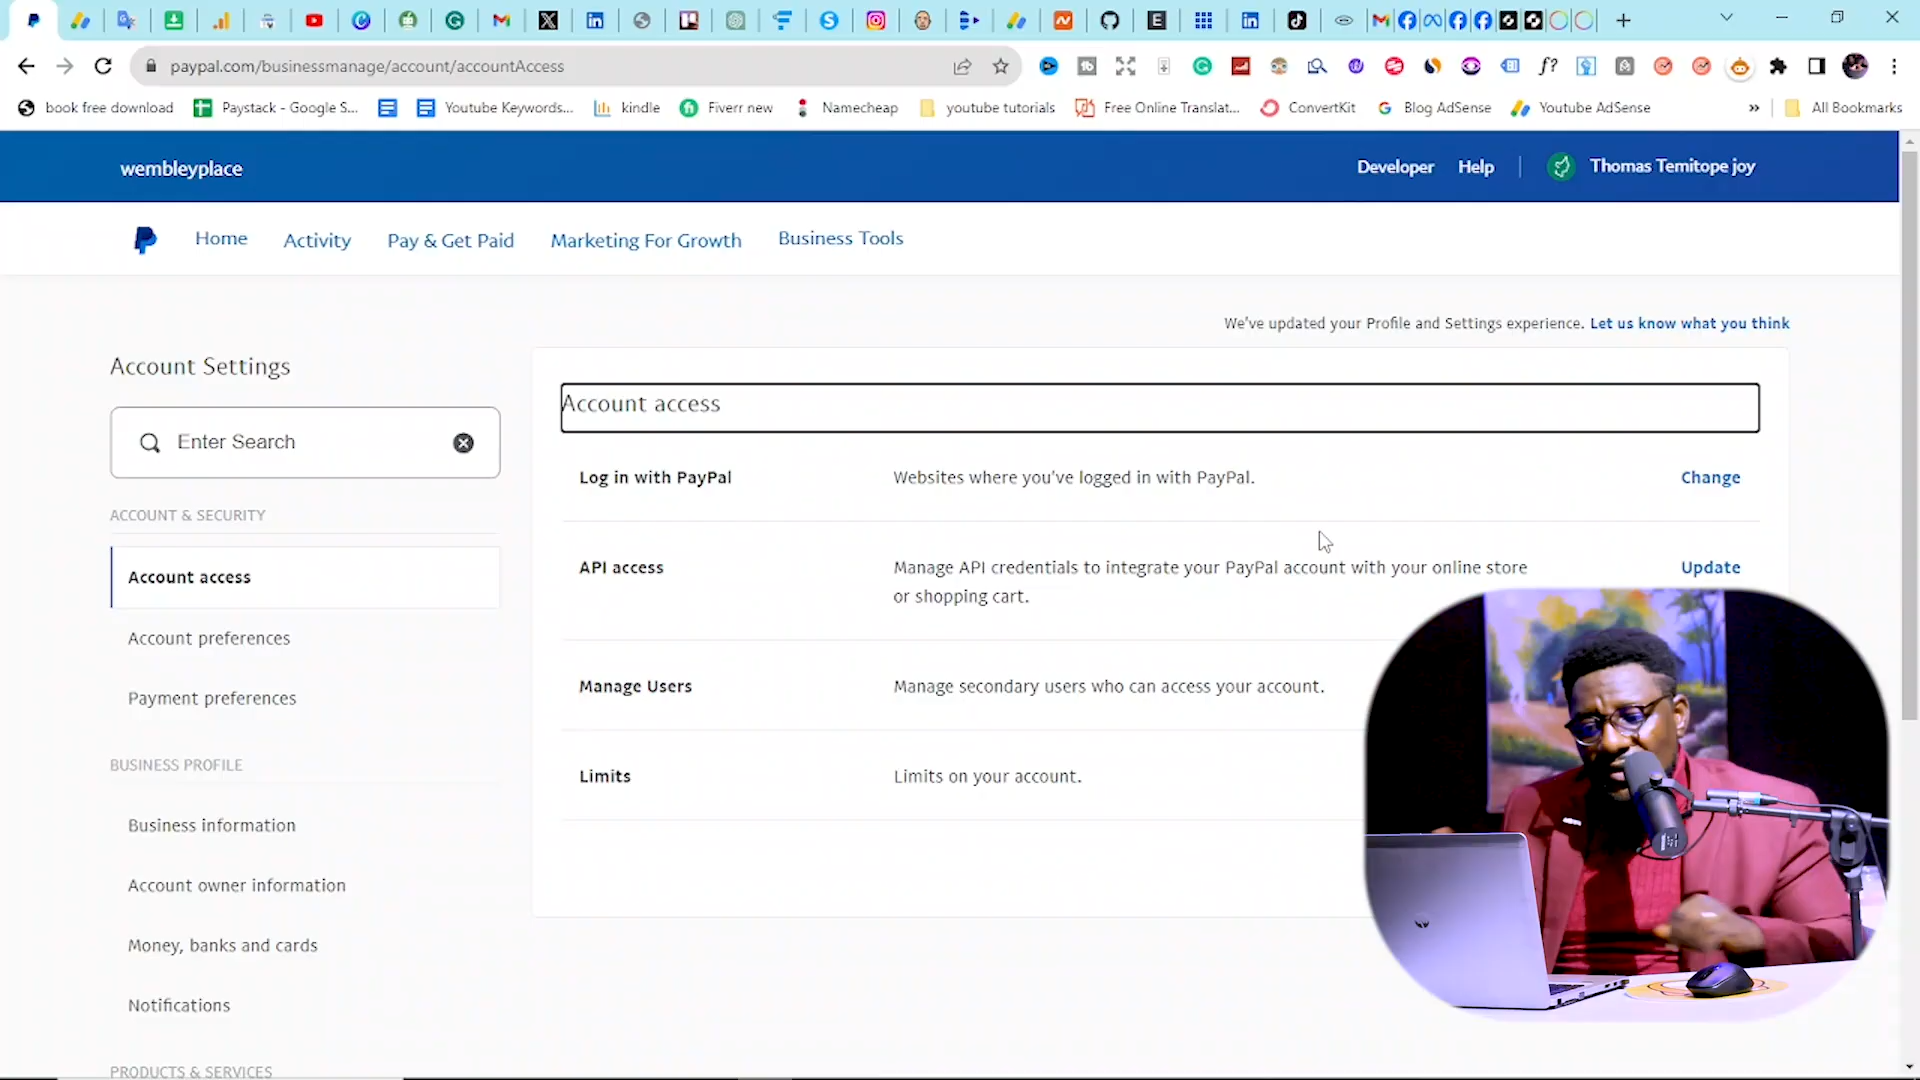 paypal.com/businessmanage/account/accountAccess
book free download
Paystack - Google S...
Youtube Keywords...
kindle
Fiverr new
Namecheap
youtube tutorials
Free Online Translat...
ConvertKit
Blog AdSense
Youtube AdSense
»
All Bookmarks
wembleyplace
Developer
Help
Thomas Temitope joy
Home
Activity
Pay & Get Paid
Marketing For Growth
Business Tools
We've updated your Profile and Settings experience. Let us know what you think
Account Settings
Enter Search
ACCOUNT & SECURITY
Account access
Account preferences
Payment preferences
BUSINESS PROFILE
Business information
Account owner information
Money, banks and cards
Notifications
PRODUCTS & SERVICES
Account access
Log in with PayPal
Websites where you've logged in with PayPal.
Change
API access
Manage API credentials to integrate your PayPal account with your online store
or shopping cart.
Update
Manage Users
Manage secondary users who can access your account.
Limits
Limits on your account.